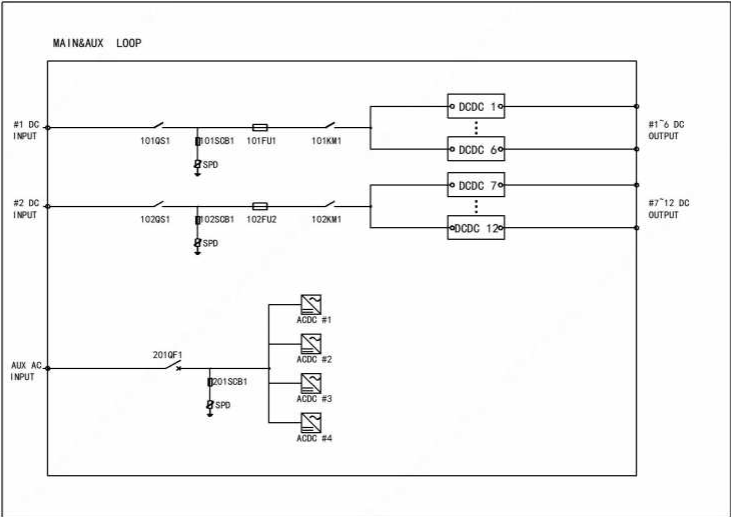 MAIN&AUX LOOP
#1 DC
INPUT
101QS1
101SCB1
SPD
101FU1
101KM1
DCDC 1
DCDC 6
#1~6 DC
OUTPUT
#2 DC
INPUT
102QS1
102SCB1
SPD
102FU2
102KM1
DCDC 7
DCDC 12
#7~12 DC
OUTPUT
AUX AC
INPUT
201QF1
201SCB1
SPD
ACDC #1
ACDC #2
ACDC #3
ACDC #4